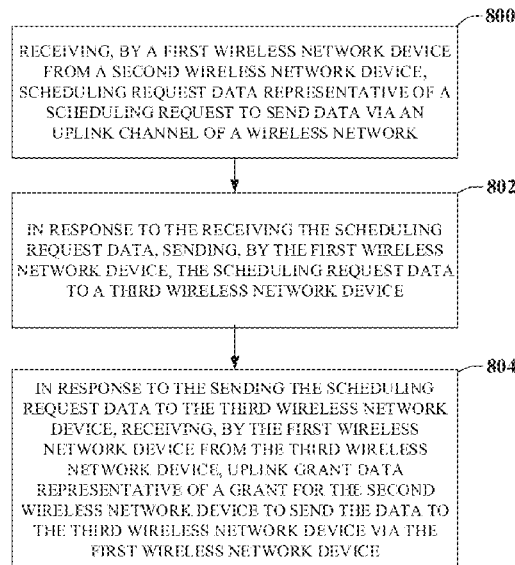 800
RECEIVING, BY A FIRST WIRELESS NETWORK DEVICE
FROM A SECOND WIRELESS NETWORK DEVICE,
SCHEDULING REQUEST DATA REPRESENTATIVE OF A
SCHEDULING REQUEST TO SEND DATA VIA AN
UPLINK CHANNEL OF A WIRELESS NETWORK
802
IN RESPONSE TO THE RECEIVING THE SCHEDULING
REQUEST DATA, SENDING, BY THE FIRST WIRELESS
NETWORK DEVICE, THE SCHEDULING REQUEST DATA
TO A THIRD WIRELESS NETWORK DEVICE
804
IN RESPONSE TO THE SENDING THE SCHEDULING
REQUEST DATA TO THE THIRD WIRELESS NETWORK
DEVICE, RECEIVING, BY THE FIRST WIRELESS
NETWORK DEVICE FROM THE THIRD WIRELESS
NETWORK DEVICE, UPLINK GRANT DATA
REPRESENTATIVE OF A GRANT FOR THE SECOND
WIRELESS NETWORK DEVICE TO SEND THE DATA TO
THE THIRD WIRELESS NETWORK DEVICE VIA THE
FIRST WIRELESS NETWORK DEVICE